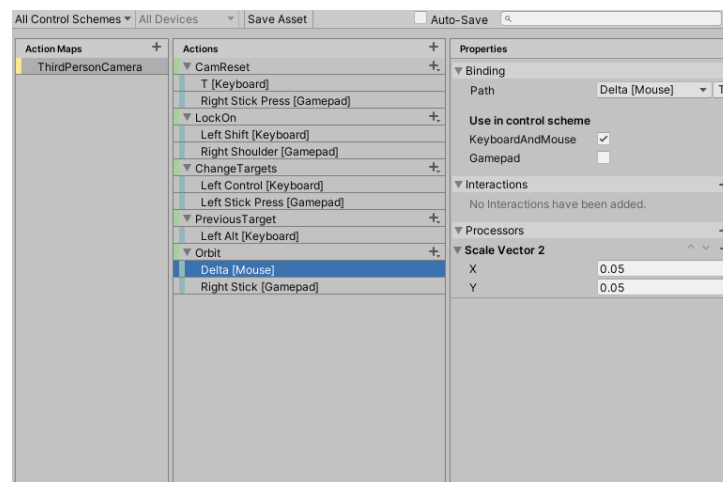 All Control Schemes All Devices Save Asset Auto-Save
Action Maps
ThirdPersonCamera
Actions
CamReset
T [Keyboard]
Right Stick Press [Gamepad]
LockOn
Left Shift [Keyboard]
Right Shoulder [Gamepad]
ChangeTargets
Left Control [Keyboard]
Left Stick Press [Gamepad]
PreviousTarget
Left Alt [Keyboard]
Orbit
Delta [Mouse]
Right Stick [Gamepad]
Properties
Binding
Path Delta [Mouse] T
Use in control scheme
KeyboardAndMouse
Gamepad
Interactions
No Interactions have been added.
Processors
Scale Vector 2
X 0.05
Y 0.05